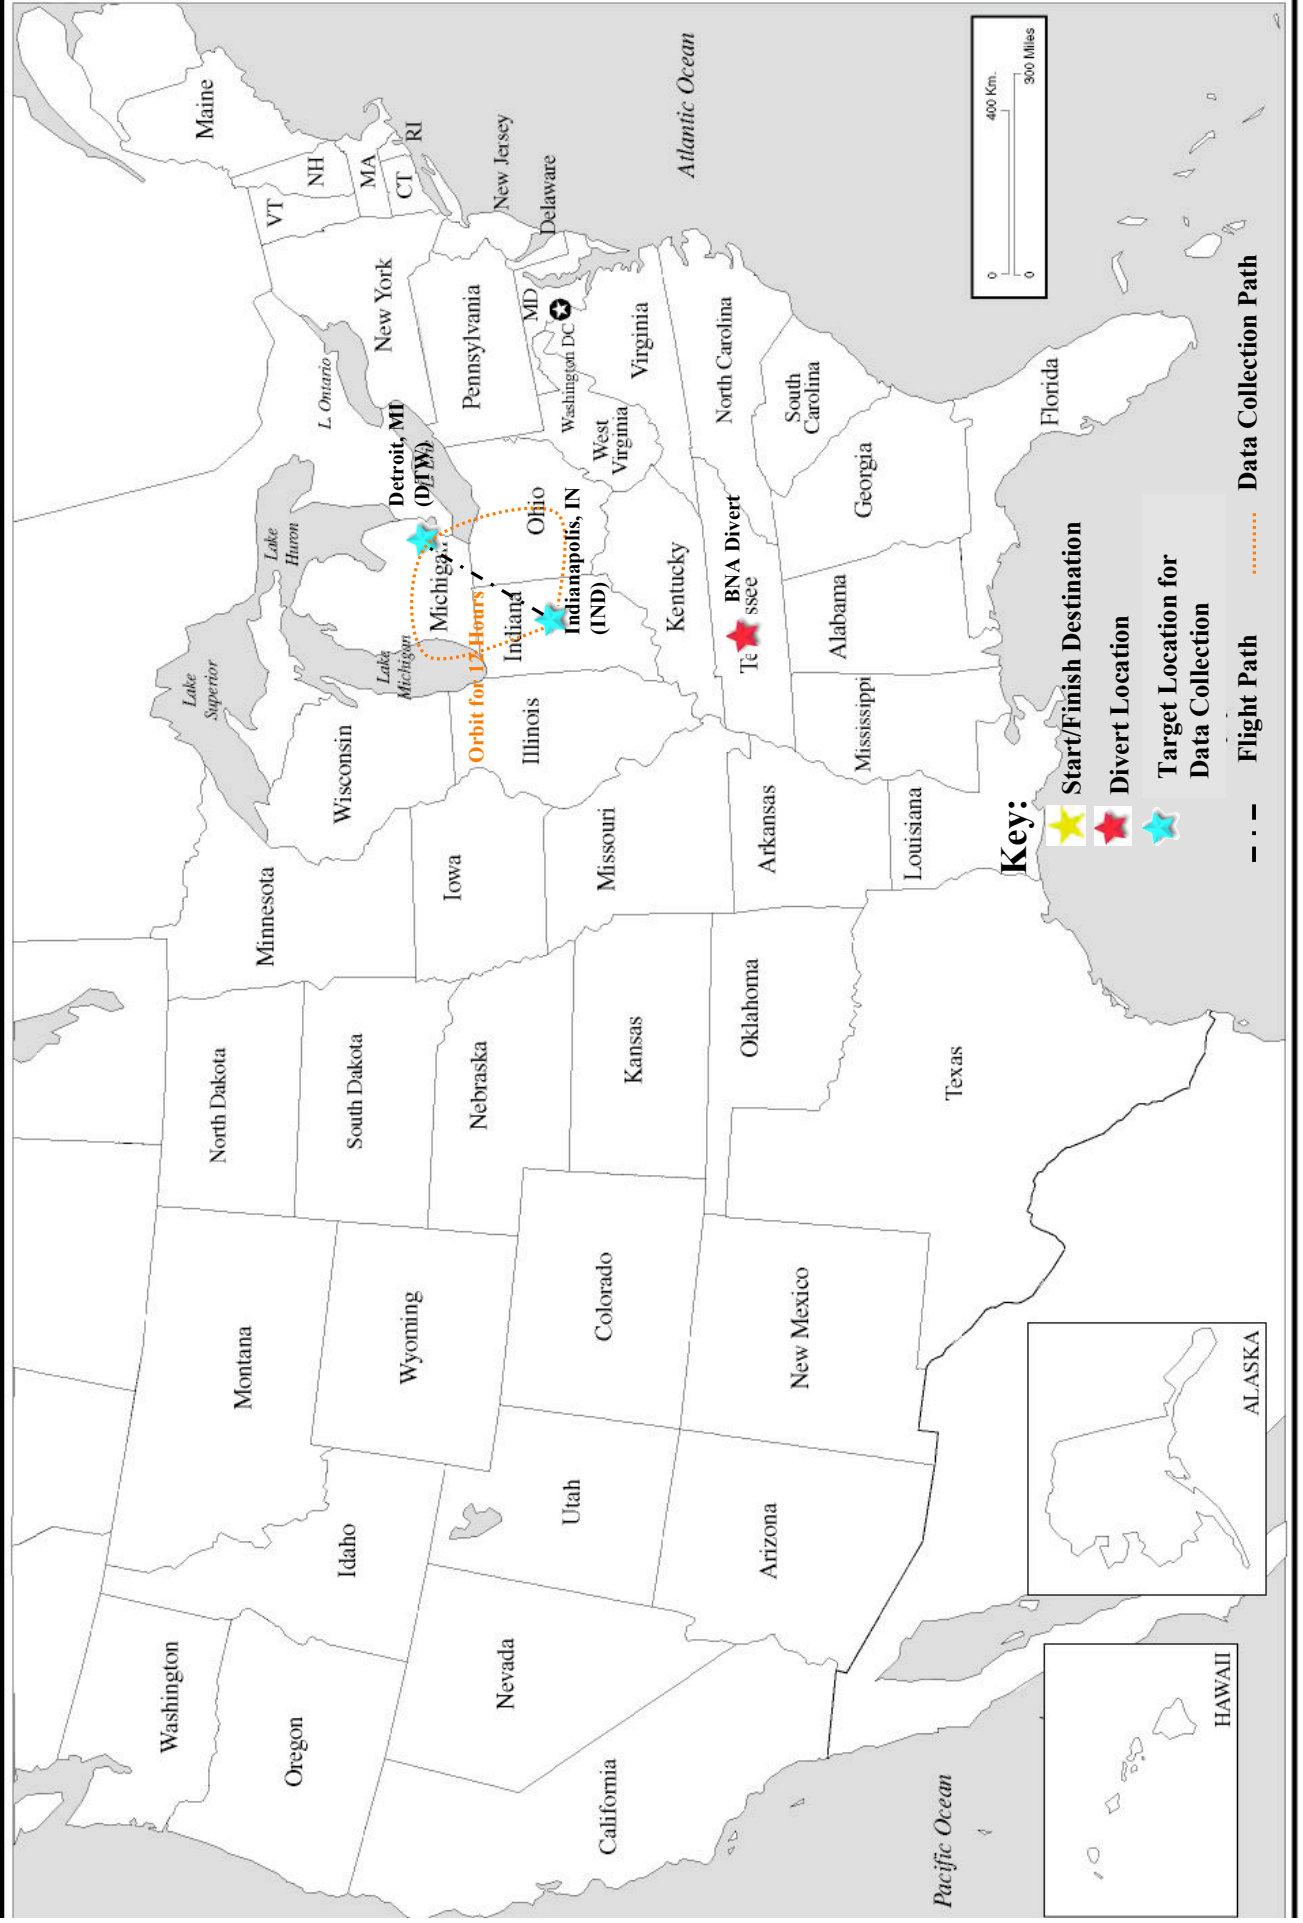 Washington
Oregon
California
Nevada
Idaho
Montana
Wyoming
Utah
Arizona
Colorado
New Mexico
North Dakota
South Dakota
Nebraska
Kansas
Oklahoma
Texas
Minnesota
Iowa
Missouri
Arkansas
Louisiana
Wisconsin
Illinois
Mississippi
Lake
Superior
Lake
Michigan
Lake
Huron
L Ontario
Michigan
Indiana
Ohio
Kentucky
Te
ssee
Alabama
Georgia
Florida
South
Carolina
North Carolina
Virginia
West
Virginia
Washington DC
MD
Delaware
New Jersey
Pennsylvania
New York
VT
NH
MA
CT
RI
Maine
Atlantic Ocean
Pacific Ocean
Detroit, MI
(DTW)
Indianapolis, IN
(IND)
BNA Divert
Orbit for 12 Hours
400 Km.
0
0
300 Miles
Key:
Start/Finish Destination
Divert Location
Target Location for
Data Collection
Flight Path
Data Collection Path
HAWAII
ALASKA